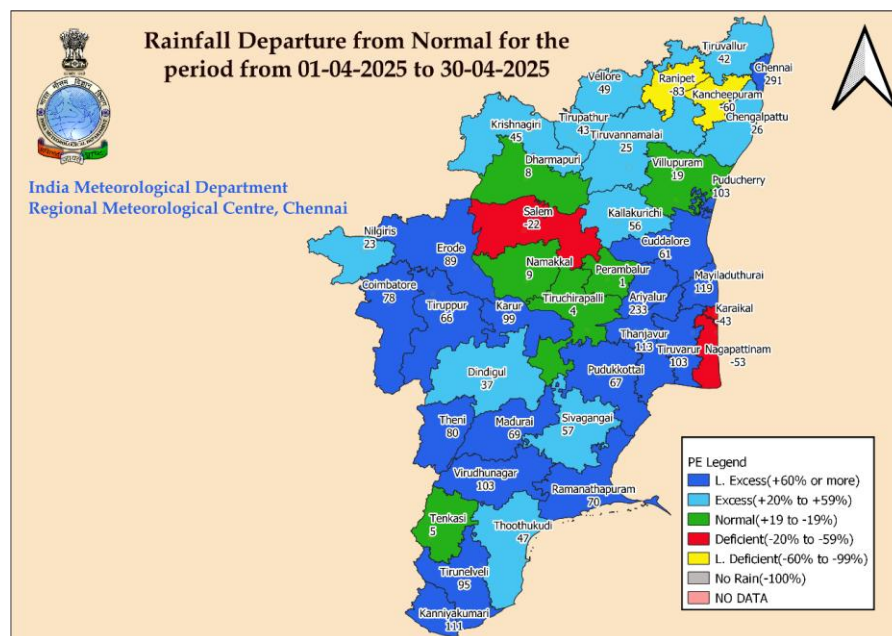 Rainfall Departure from Normal for the
period from 01-04-2025 to 30-04-2025
India Meteorological Department
Regional Meteorological Centre, Chennai
Tiruvallur
42
Chennai
291
Ranipet
-83
Vellore
49
Kancheepuram
-60
Chengalpattu
26
Tirupathur
43
Krishnagiri
45
Tiruvannamalai
25
Dharmapuri
8
Villupuram
19
Puducherry
103
Salem
-22
Kallakurichi
56
Cuddalore
61
Nilgiris
23
Erode
89
Namakkal
9
Perambalur
1
Mayiladuthurai
119
Coimbatore
78
Tiruppur
66
Karur
99
Tiruchirapalli
4
Ariyalur
233
Karaikal
-43
Thanjavur
113
Tiruvarur
103
Nagapattinam
-53
Dindigul
37
Pudukkottai
67
Theni
80
Madurai
69
Sivagangai
57
Virudhunagar
103
Ramanathapuram
70
Tenkasi
5
Thoothukudi
47
Tirunelveli
95
Kanniyakumari
111
PE Legend
L. Excess(+60% or more)
Excess(+20% to +59%)
Normal(+19 to -19%)
Deficient(-20% to -59%)
L. Deficient(-60% to -99%)
No Rain(-100%)
NO DATA